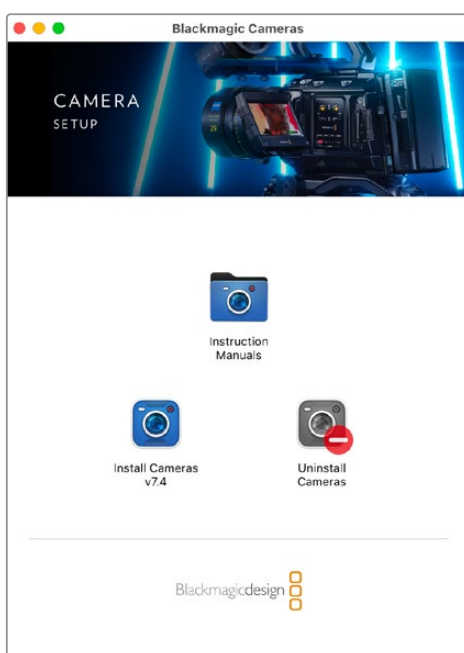 Blackmagic Cameras
CAMERA
SETUP
Instruction
Manuals
Install Cameras
v7.4
Uninstall
Cameras
Blackmagicdesign